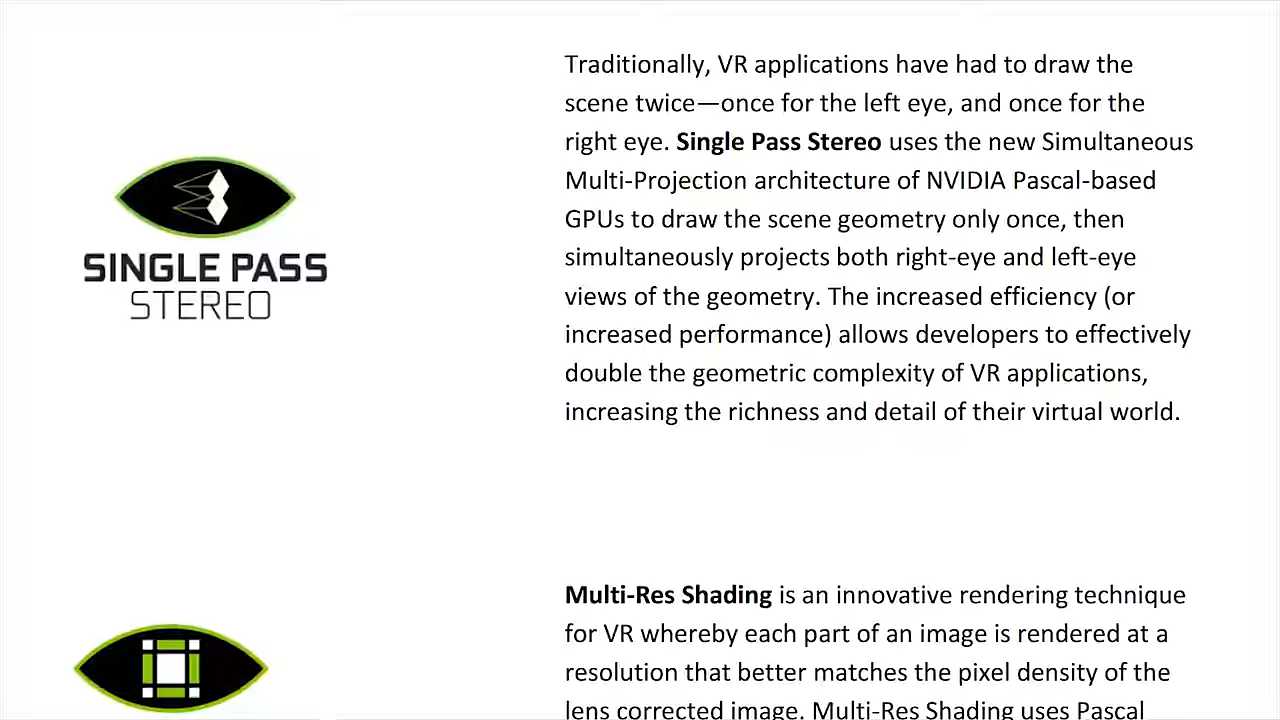 Traditionally, VR applications have had to draw the
scene twice—once for the left eye, and once for the
right eye. Single Pass Stereo uses the new Simultaneous
Multi-Projection architecture of NVIDIA Pascal-based
GPUs to draw the scene geometry only once, then
simultaneously projects both right-eye and left-eye
views of the geometry. The increased efficiency (or
increased performance) allows developers to effectively
double the geometric complexity of VR applications,
increasing the richness and detail of their virtual world.
SINGLE PASS
STEREO
Multi-Res Shading is an innovative rendering technique
for VR whereby each part of an image is rendered at a
resolution that better matches the pixel density of the
lens corrected image. Multi-Res Shading uses Pascal